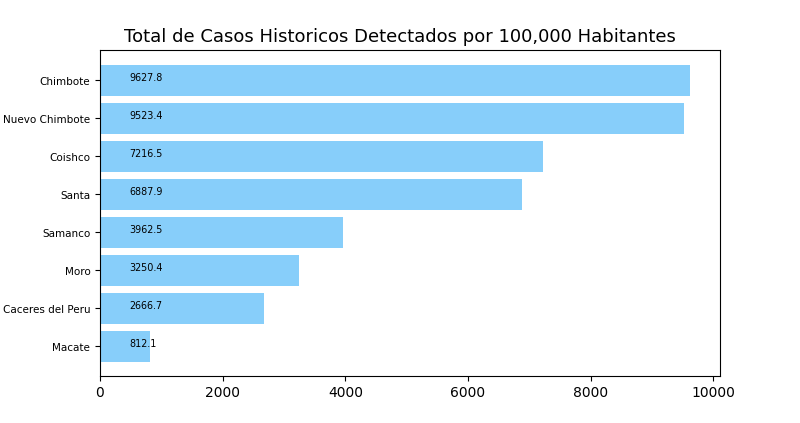 Total de Casos Historicos Detectados por 100,000 Habitantes
Chimbote 9627.8
Nuevo Chimbote 9523.4
Coishco 7216.5
Santa 6887.9
Samanco 3962.5
Moro 3250.4
Caceres del Peru 2666.7
Macate 812.1
0 2000 4000 6000 8000 10000